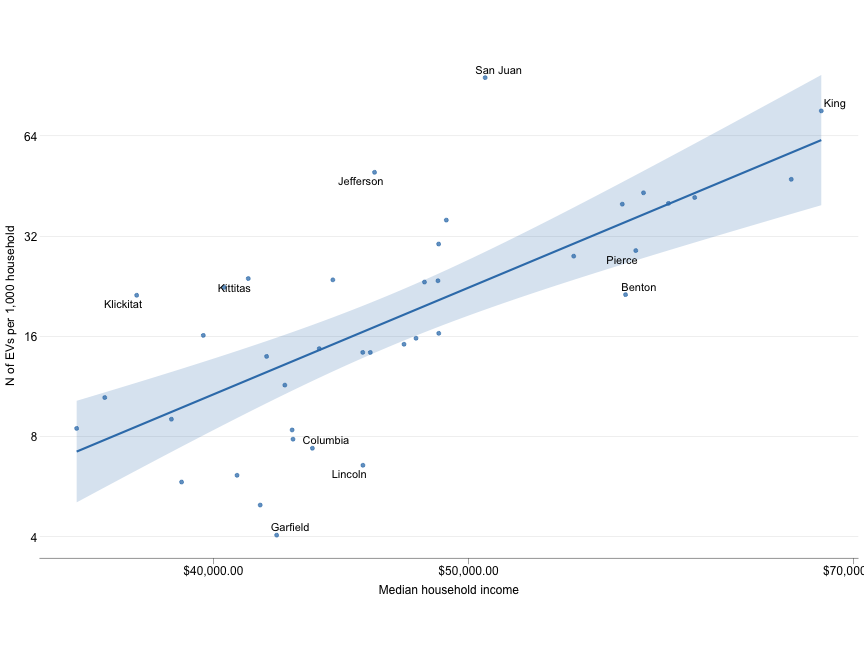 San Juan
King
64
Jefferson
32
Pierce
Kittitas
Benton
Klickitat
16
8
Columbia
Lincoln
Garfield
4
N of EVs per 1,000 household
$40,000.00
$50,000.00
$70,000
Median household income